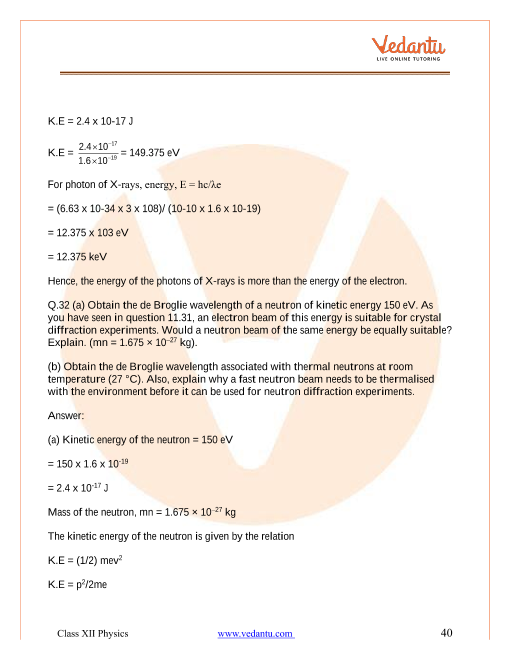 Vedantu
LIVE ONLINE TUTORING
K.E = 2.4 x 10-17 J
K.E = 2.4×10⁻¹⁷/1.6×10⁻¹⁹ = 149.375 eV
For photon of X-rays, energy, E = hc/λe
= (6.63 x 10-34 x 3 x 108)/ (10-10 x 1.6 x 10-19)
= 12.375 x 103 eV
= 12.375 keV
Hence, the energy of the photons of X-rays is more than the energy of the electron.
Q.32 (a) Obtain the de Broglie wavelength of a neutron of kinetic energy 150 eV. As
you have seen in question 11.31, an electron beam of this energy is suitable for crystal
diffraction experiments. Would a neutron beam of the same energy be equally suitable?
Explain. (mn = 1.675 × 10⁻²⁷ kg).
(b) Obtain the de Broglie wavelength associated with thermal neutrons at room
temperature (27 °C). Also, explain why a fast neutron beam needs to be thermalised
with the environment before it can be used for neutron diffraction experiments.
Answer:
(a) Kinetic energy of the neutron = 150 eV
= 150 x 1.6 x 10⁻¹⁹
= 2.4 x 10⁻¹⁷ J
Mass of the neutron, mn = 1.675 × 10⁻²⁷ kg
The kinetic energy of the neutron is given by the relation
K.E = (1/2) mev²
K.E = p²/2me
Class XII Physics www.vedantu.com 40